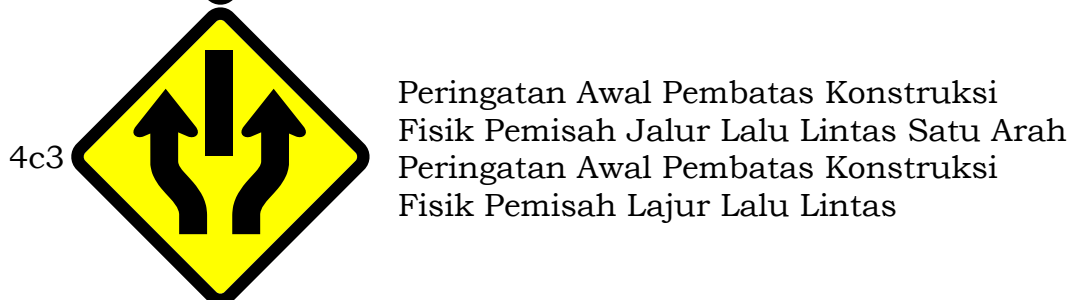 4c3
Peringatan Awal Pembatas Konstruksi
Fisik Pemisah Jalur Lalu Lintas Satu Arah
Peringatan Awal Pembatas Konstruksi
Fisik Pemisah Lajur Lalu Lintas